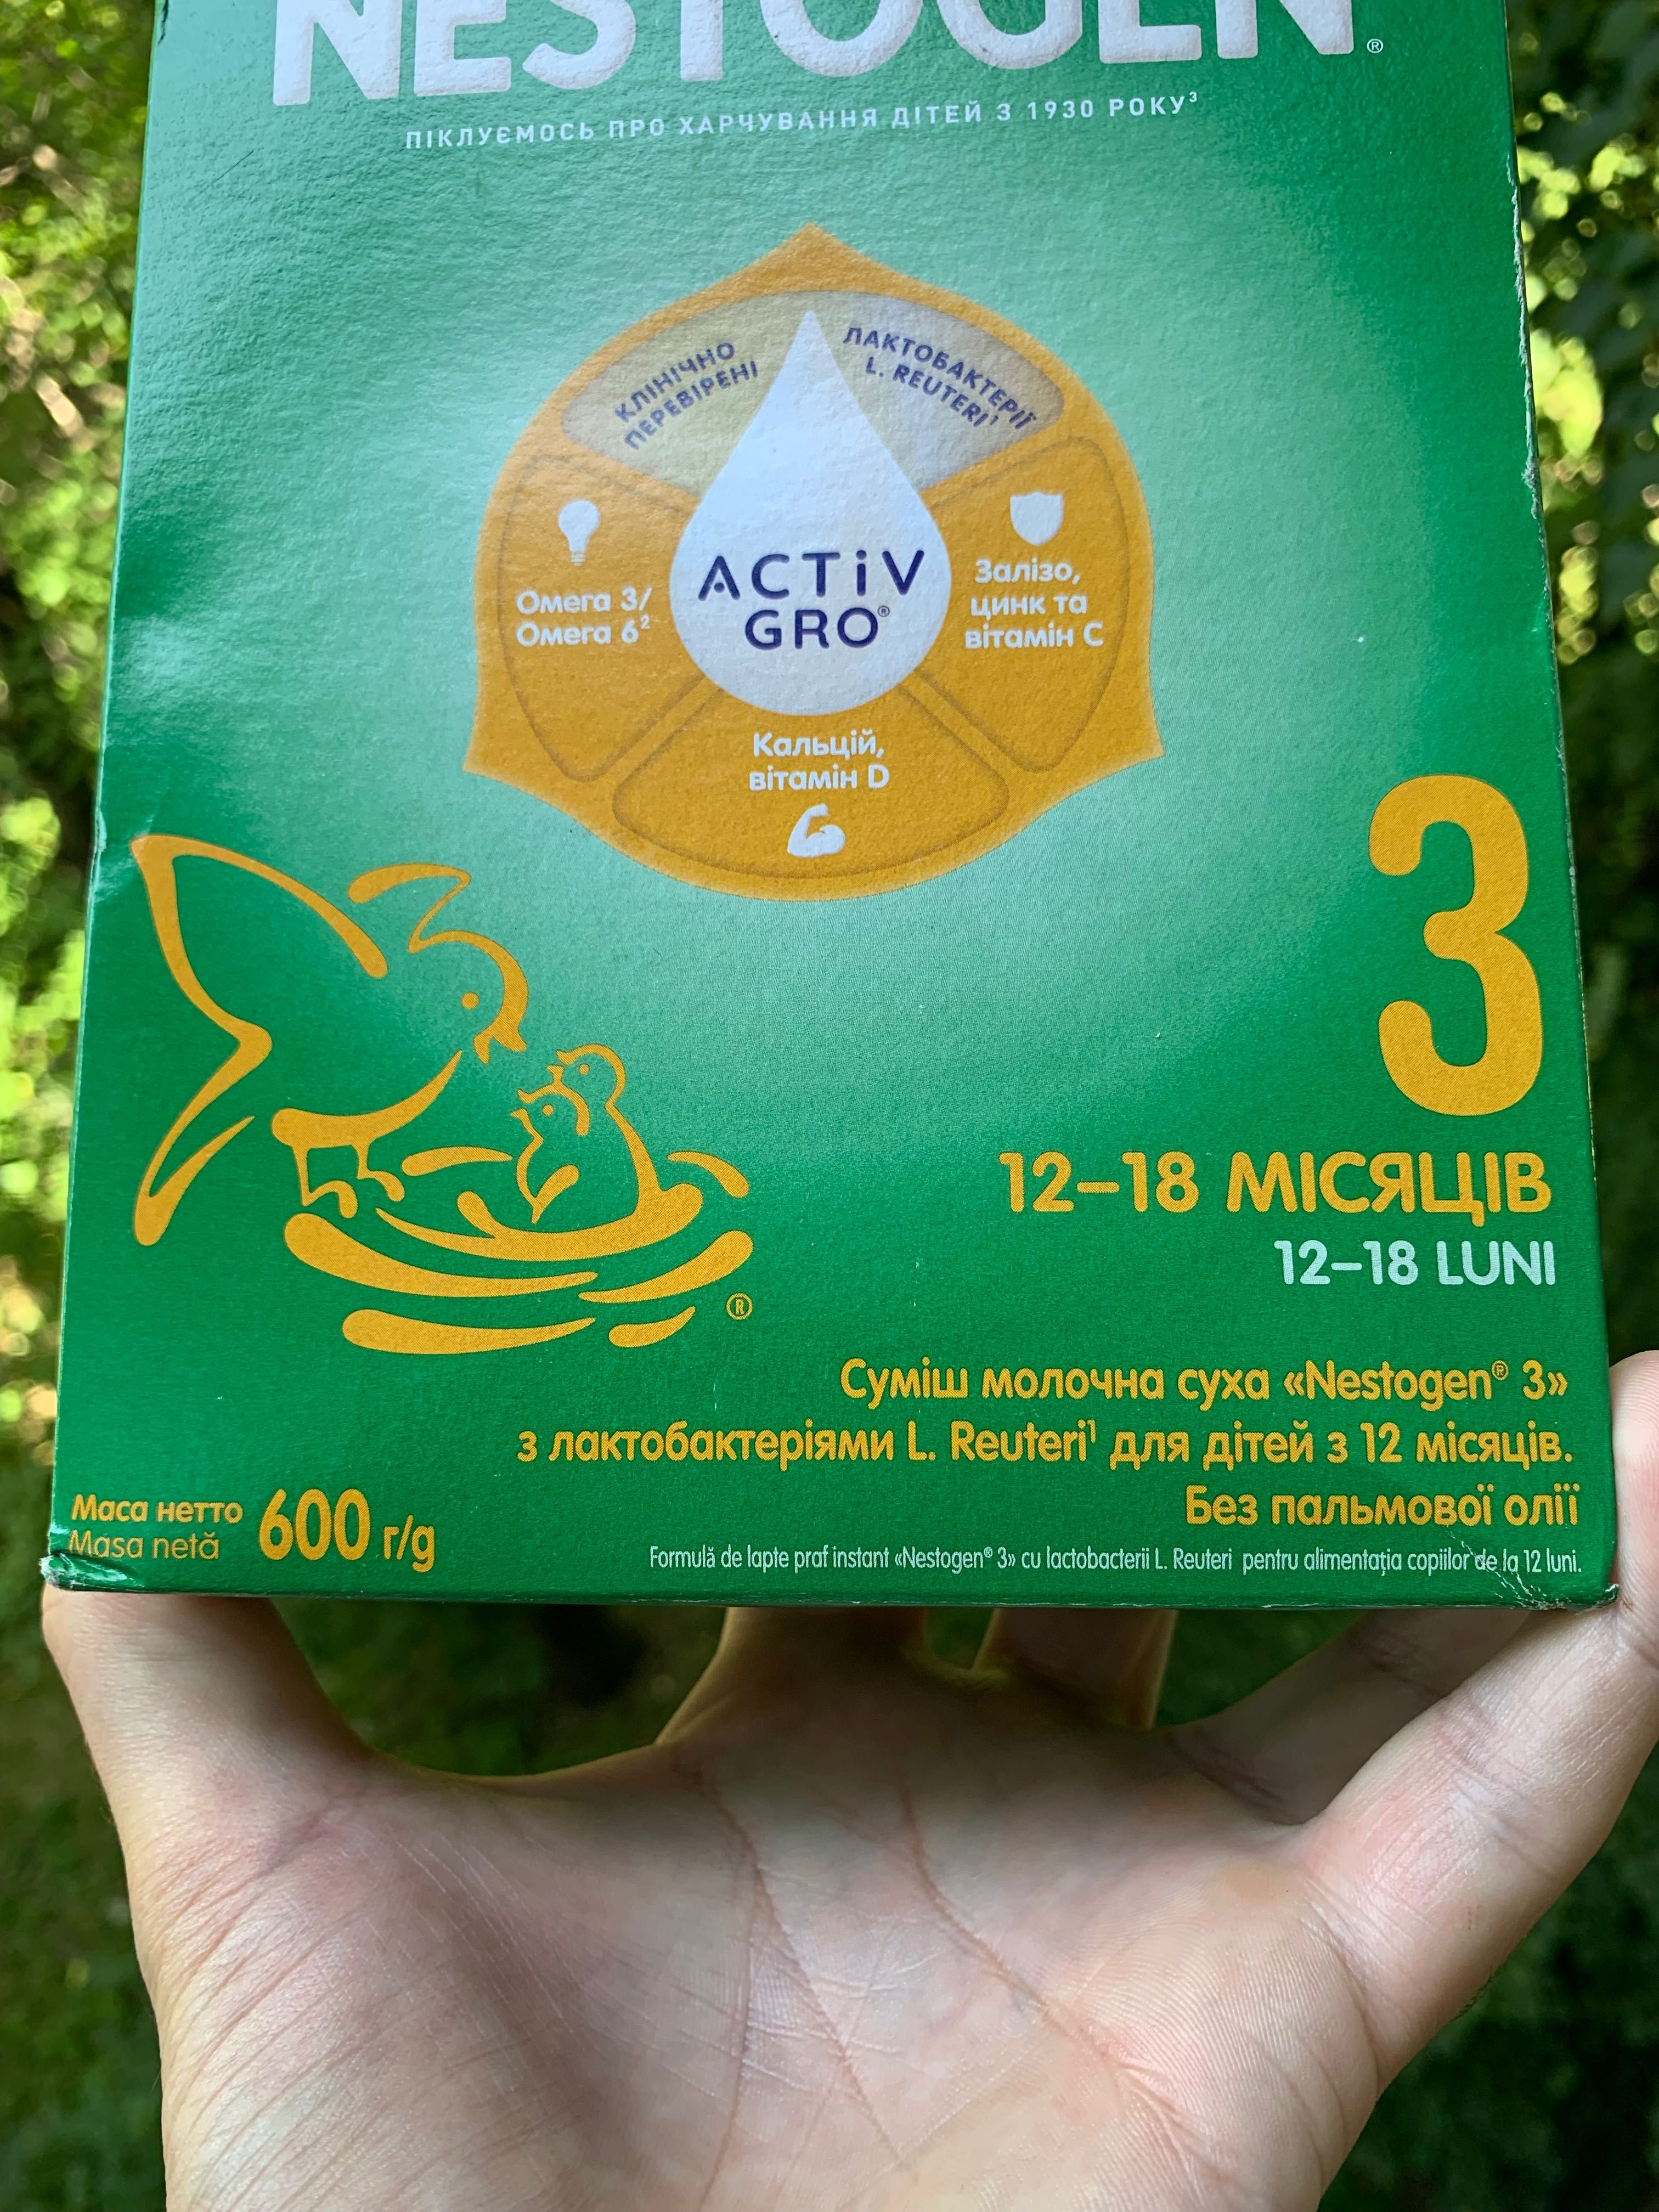 NESTOGEN®
ПІКЛУЄМОСЬ ПРО ХАРЧУВАННЯ ДІТЕЙ З 1930 РОКУ³
КЛІНІЧНО
ПЕРЕВІРЕНІ
ЛАКТОБАКТЕРІЇ
L. REUTERI¹
Омега 3/
Омега 6²
ACTiV
GRO®
Залізо,
цинк та
вітамін С
Кальцій,
вітамін D
3
12–18 МІСЯЦІВ
12–18 LUNI
®
Суміш молочна суха «Nestogen® 3»
з лактобактеріями L. Reuteri¹ для дітей з 12 місяців.
Без пальмової олії
Маса нетто
Masa netă
600 г/g
Formulă de lapte praf instant «Nestogen® 3» cu lactobacterii L. Reuteri pentru alimentația copiilor de la 12 luni.